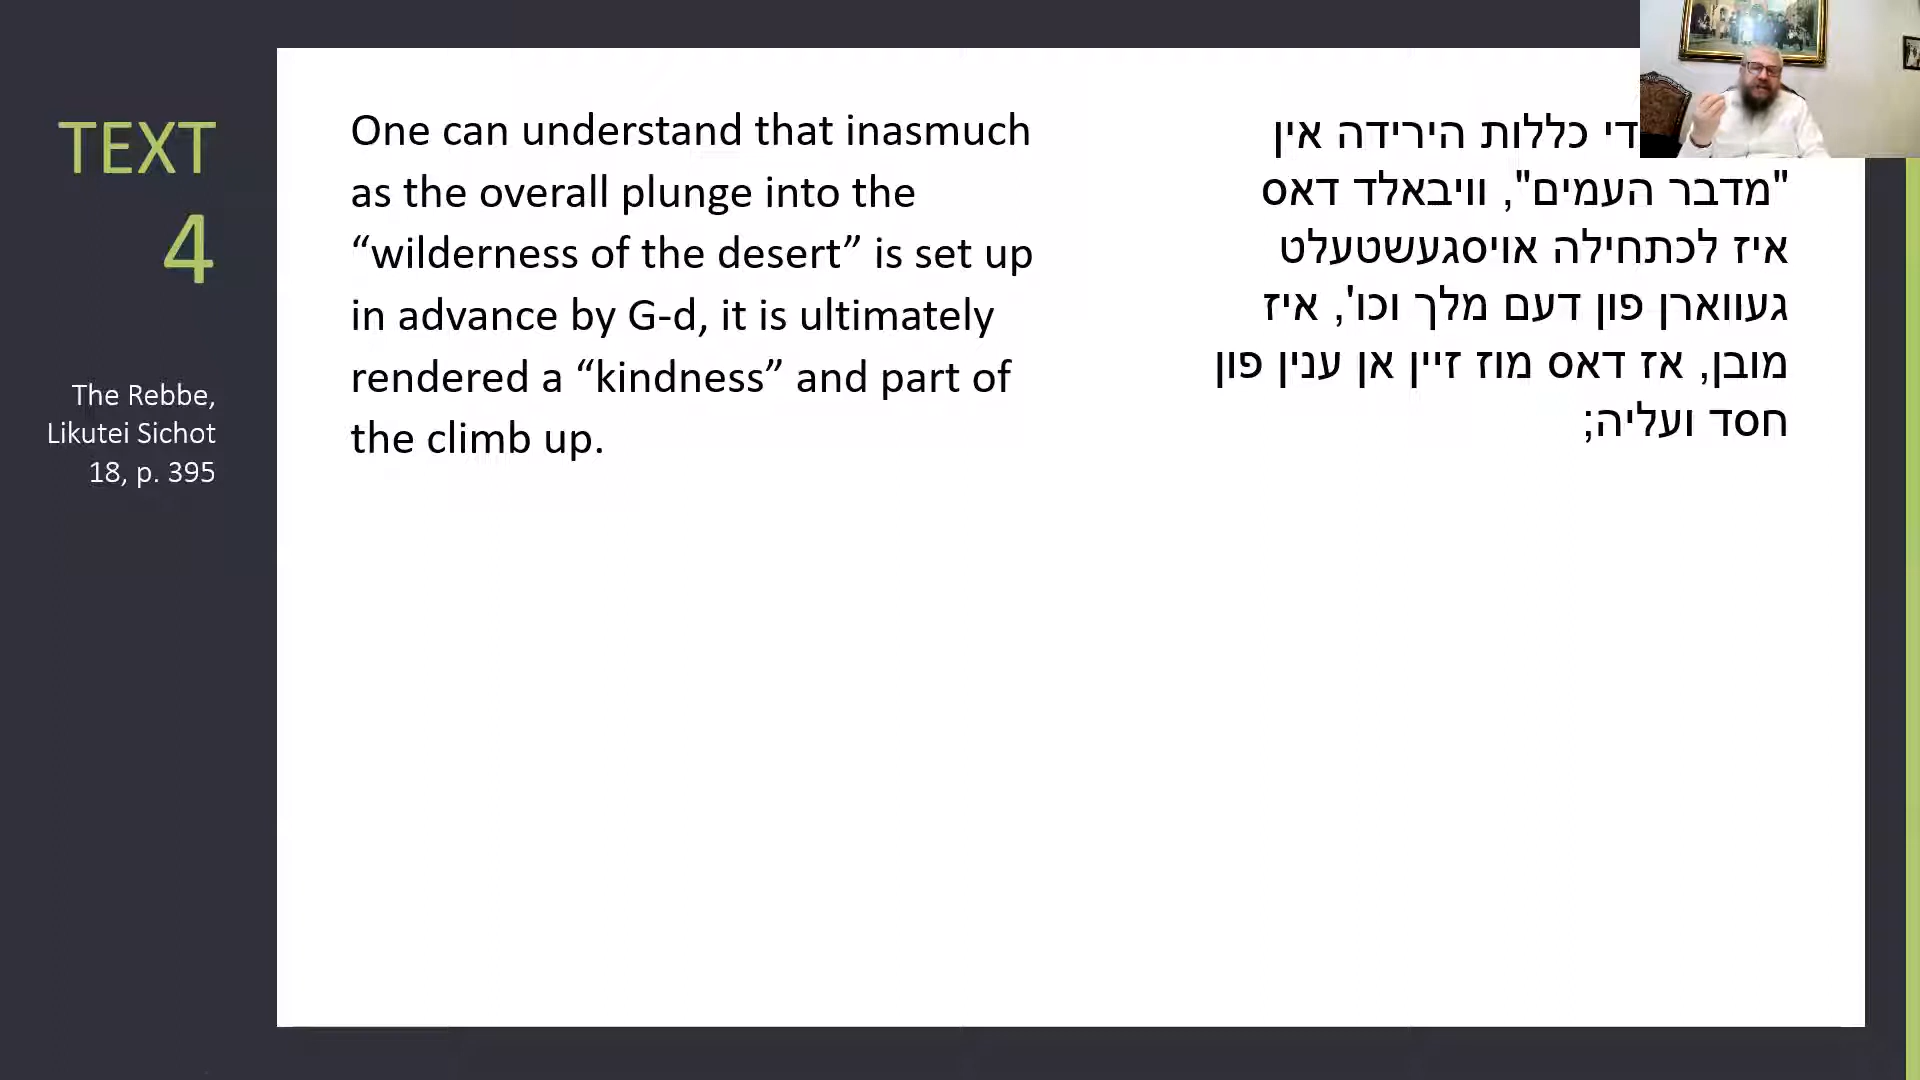 TEXT
4
The Rebbe,
Likutei Sichot
18, p. 395
One can understand that inasmuch
as the overall plunge into the
“wilderness of the desert” is set up
in advance by G-d, it is ultimately
rendered a “kindness” and part of
the climb up.
די כללות הירידה אין
"מדבר העמים", וויבאלד דאס
איז לכתחילה אויסגעשטעלט
געווארן פון דעם מלך וכו', איז
מובן, אז דאס מוז זיין אן ענין פון
חסד ועליה;